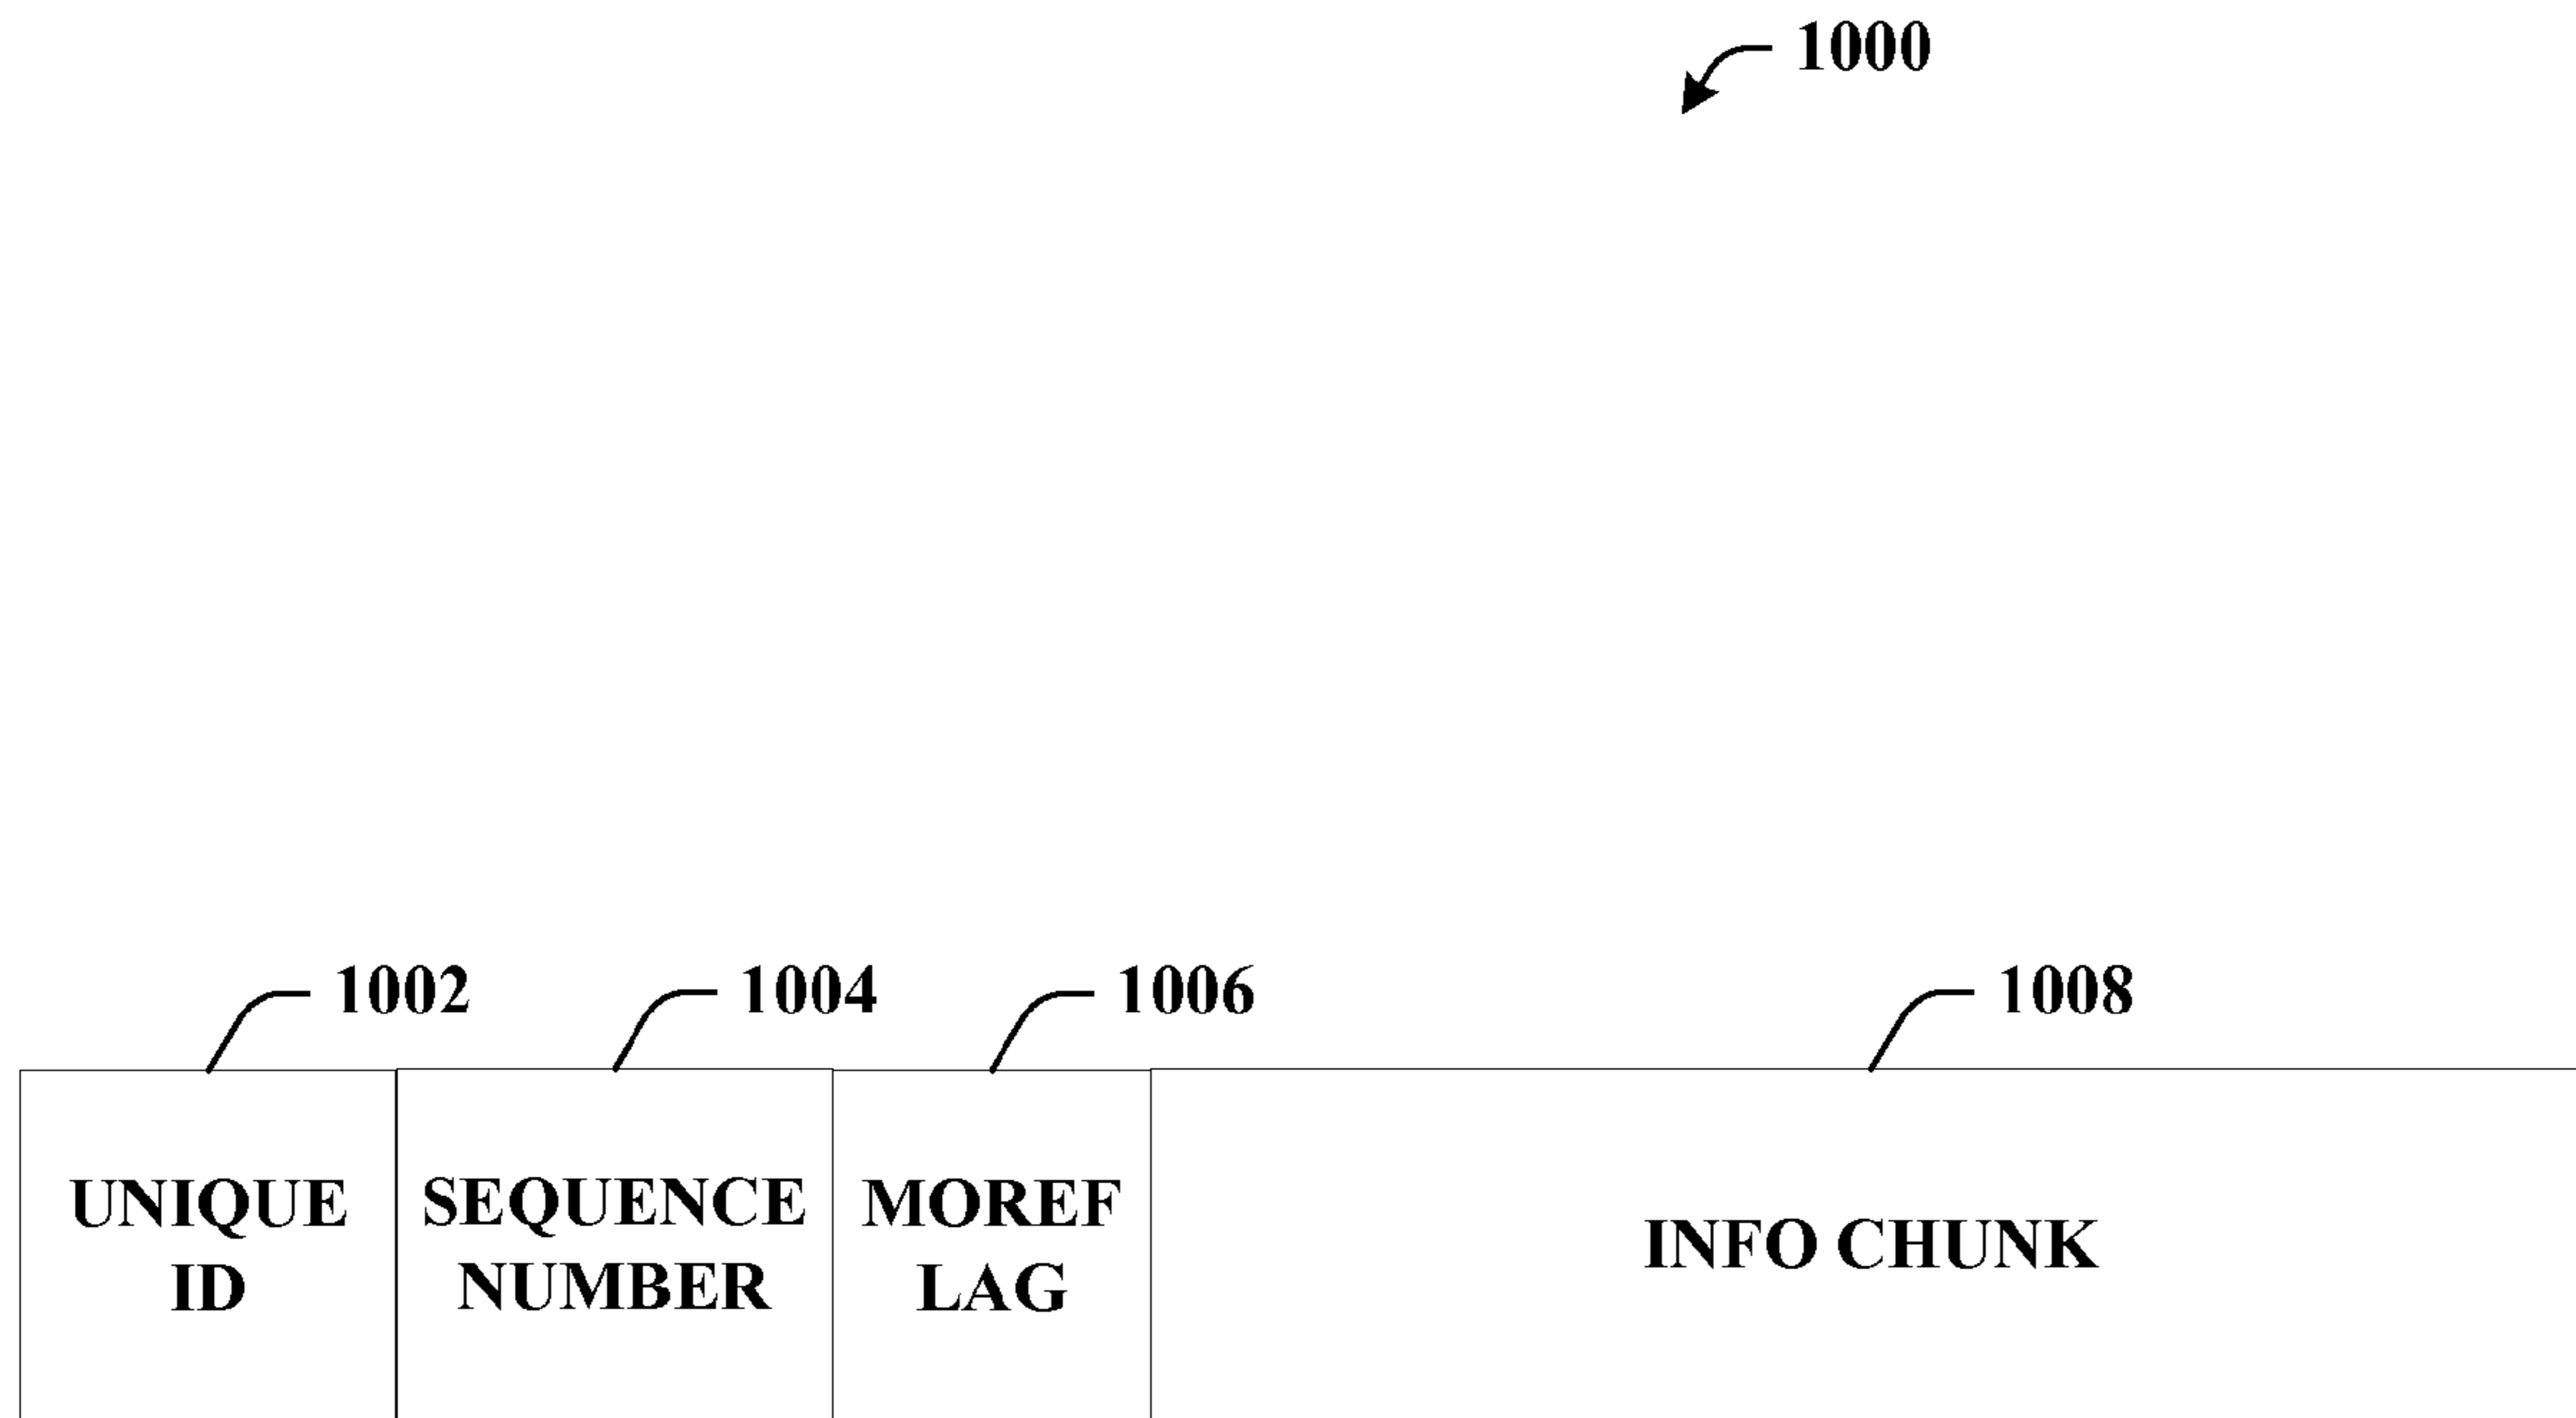 1000
1002
1004
1006
1008
UNIQUE
ID
SEQUENCE
NUMBER
MOREF
LAG
INFO CHUNK